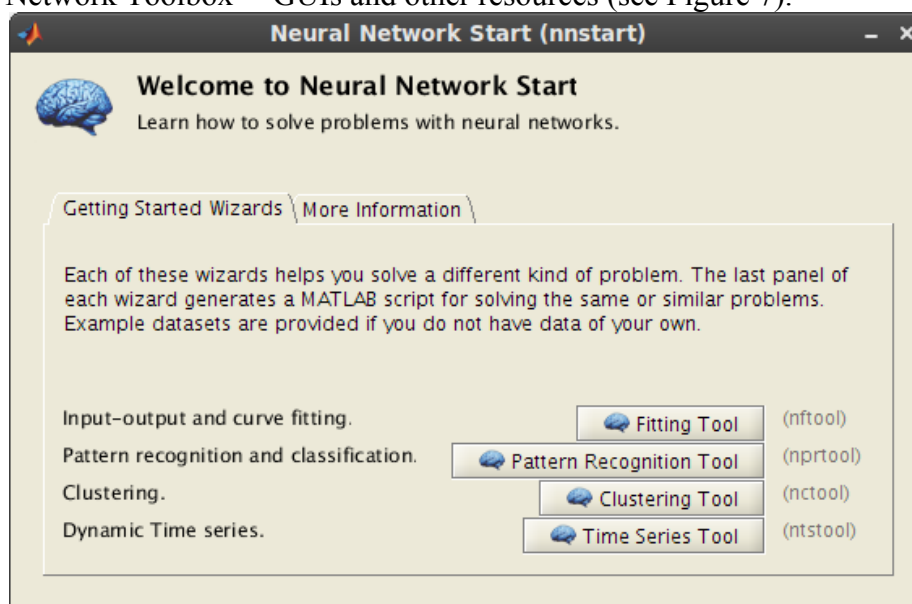 Network Toolbox GUIs and other resources (see Figure 7).
Neural Network Start (nnstart)
Welcome to Neural Network Start
Learn how to solve problems with neural networks.
Getting Started Wizards More Information
Each of these wizards helps you solve a different kind of problem. The last panel of
each wizard generates a MATLAB script for solving the same or similar problems.
Example datasets are provided if you do not have data of your own.
Input-output and curve fitting. Fitting Tool (nftool)
Pattern recognition and classification. Pattern Recognition Tool (nprtool)
Clustering. Clustering Tool (nctool)
Dynamic Time series. Time Series Tool (ntstool)